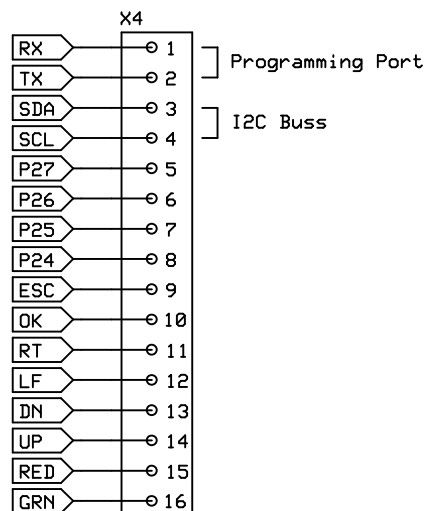 X4
RX 1
TX 2
Programming Port
SDA 3
SCL 4
I2C Buss
P27 5
P26 6
P25 7
P24 8
ESC 9
OK 10
RT 11
LF 12
DN 13
UP 14
RED 15
GRN 16